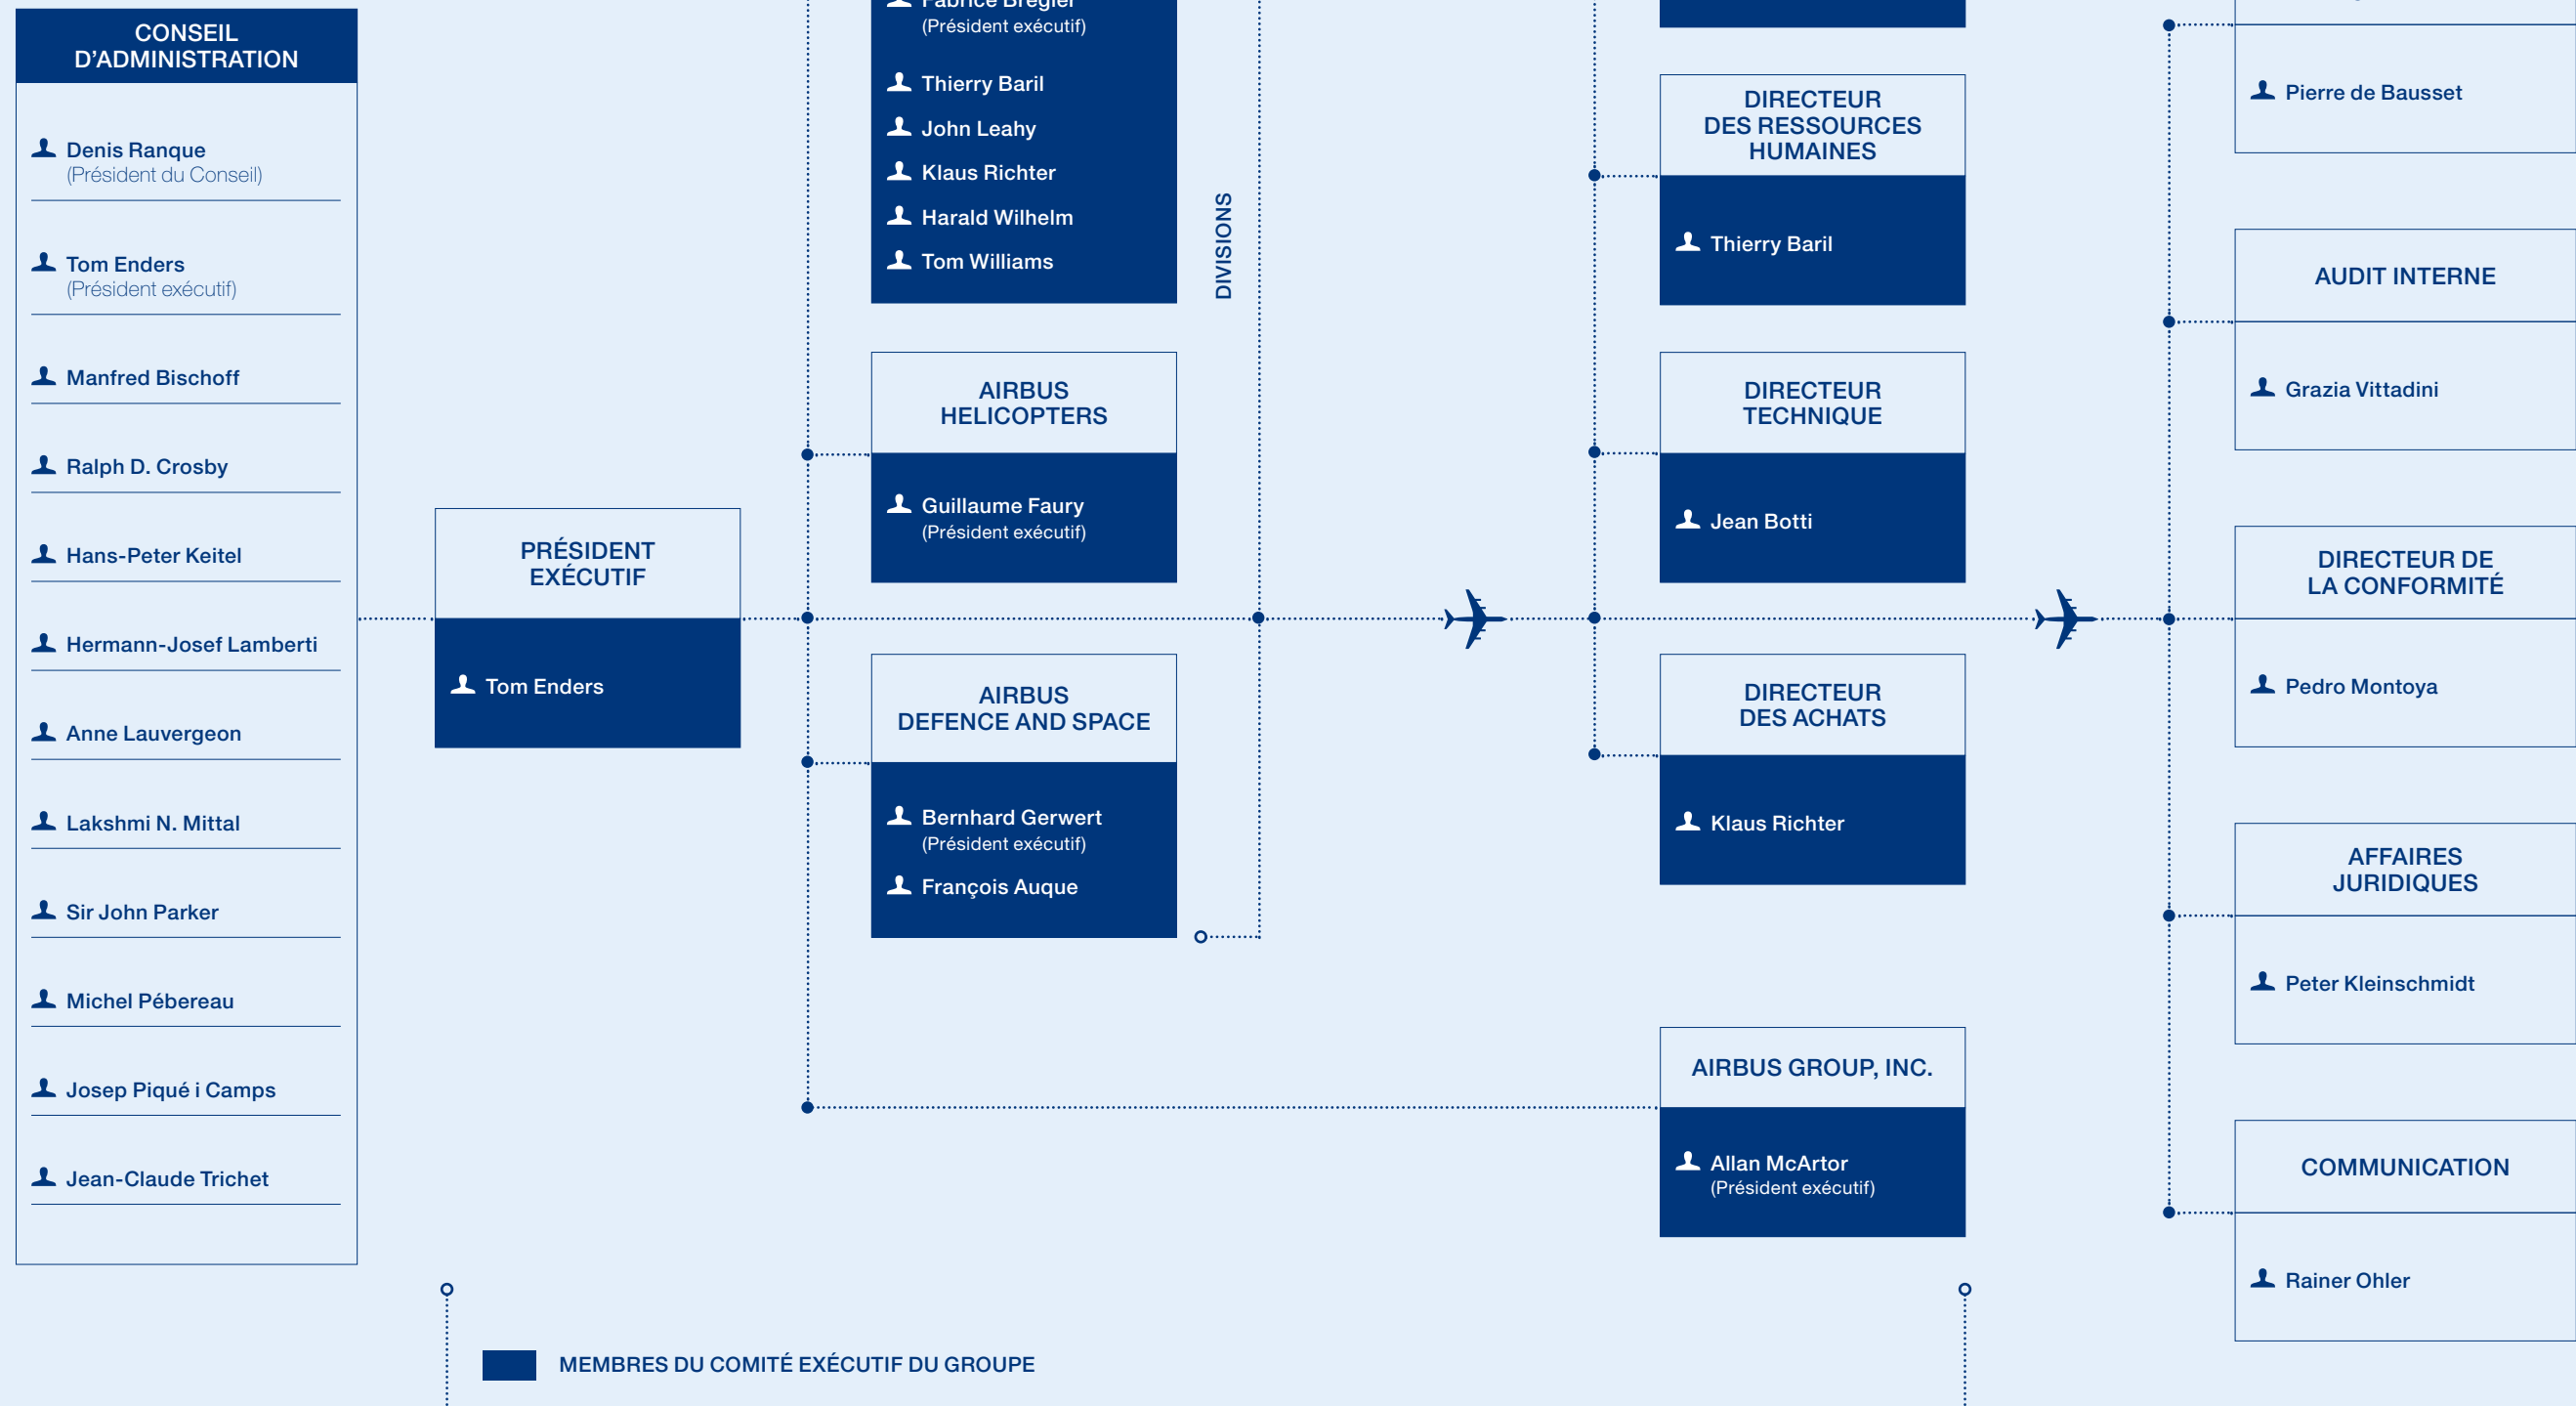 CONSEIL
D’ADMINISTRATION
Denis Ranque
(Président du Conseil)
Tom Enders
(Président exécutif)
Manfred Bischoff
Ralph D. Crosby
Hans-Peter Keitel
Hermann-Josef Lamberti
Anne Lauvergeon
Lakshmi N. Mittal
Sir John Parker
Michel Pébereau
Josep Piqué i Camps
Jean-Claude Trichet
PRÉSIDENT
EXÉCUTIF
Tom Enders
Fabrice Brégier
(Président exécutif)
Thierry Baril
John Leahy
Klaus Richter
Harald Wilhelm
Tom Williams
DIVISIONS
AIRBUS
HELICOPTERS
Guillaume Faury
(Président exécutif)
AIRBUS
DEFENCE AND SPACE
Bernhard Gerwert
(Président exécutif)
François Auque
DIRECTEUR
DES RESSOURCES
HUMAINES
Thierry Baril
DIRECTEUR
TECHNIQUE
Jean Botti
DIRECTEUR
DES ACHATS
Klaus Richter
AIRBUS GROUP, INC.
Allan McArtor
(Président exécutif)
Pierre de Bausset
AUDIT INTERNE
Grazia Vittadini
DIRECTEUR DE
LA CONFORMITÉ
Pedro Montoya
AFFAIRES
JURIDIQUES
Peter Kleinschmidt
COMMUNICATION
Rainer Ohler
MEMBRES DU COMITÉ EXÉCUTIF DU GROUPE